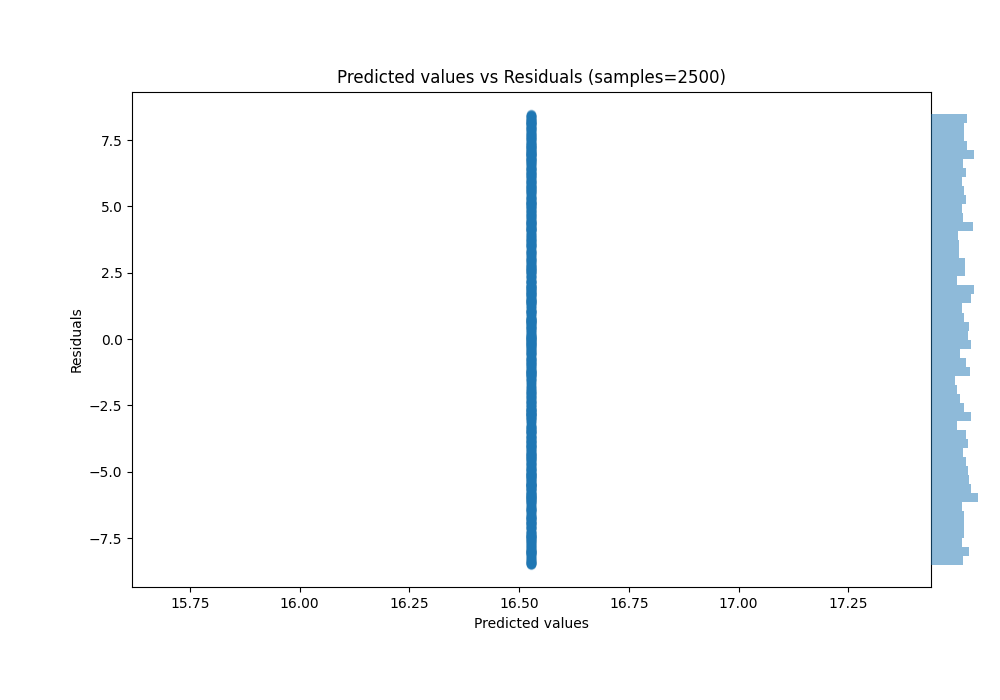 Predicted values vs Residuals (samples=2500)
7.5
5.0
2.5
0.0
−2.5
−5.0
−7.5
Residuals
15.75 16.00 16.25 16.50 16.75 17.00 17.25
Predicted values